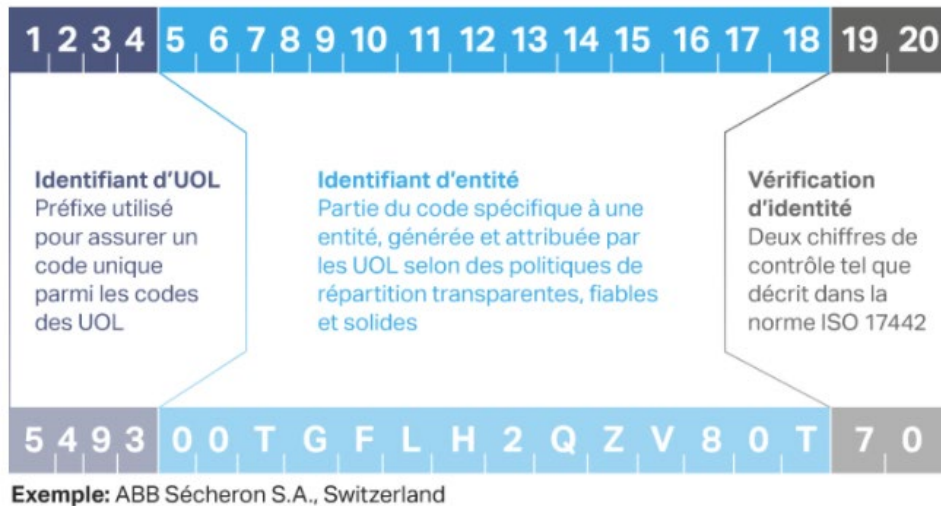 1 2 3 4 5 6 7 8 9 10 11 12 13 14 15 16 17 18 19 20
Identifiant d'UOL
Préfixe utilisé
pour assurer un
code unique
parmi les codes
des UOL
Identifiant d'entité
Partie du code spécifique à une
entité, générée et attribuée par
les UOL selon des politiques de
répartition transparentes, fiables
et solides
Vérification
d'identité
Deux chiffres de
contrôle tel que
décrit dans la
norme ISO 17442
5 4 9 3 0 0 T G F L H 2 Q Z V 8 0 T 7 0
Exemple: ABB Sécheron S.A., Switzerland